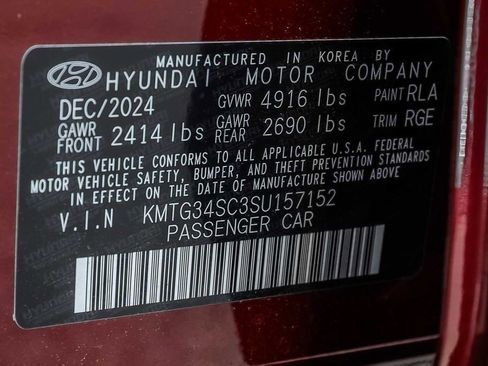 MANUFACTURED IN KOREA BY
HYUNDAI MOTOR COMPANY
DEC/2024 GVWR 4916 lbs PAINT RLA
GAWR FRONT 2414 lbs GAWR REAR 2690 lbs TRIM RGE
THIS VEHICLE CONFORMS TO ALL APPLICABLE U.S.A. FEDERAL
MOTOR VEHICLE SAFETY, BUMPER, AND THEFT PREVENTION STANDARDS
IN EFFECT ON THE DATE OF MANUFACTURE SHOWN ABOVE.
V.I.N KMTG34SC3SU157152
PASSENGER CAR